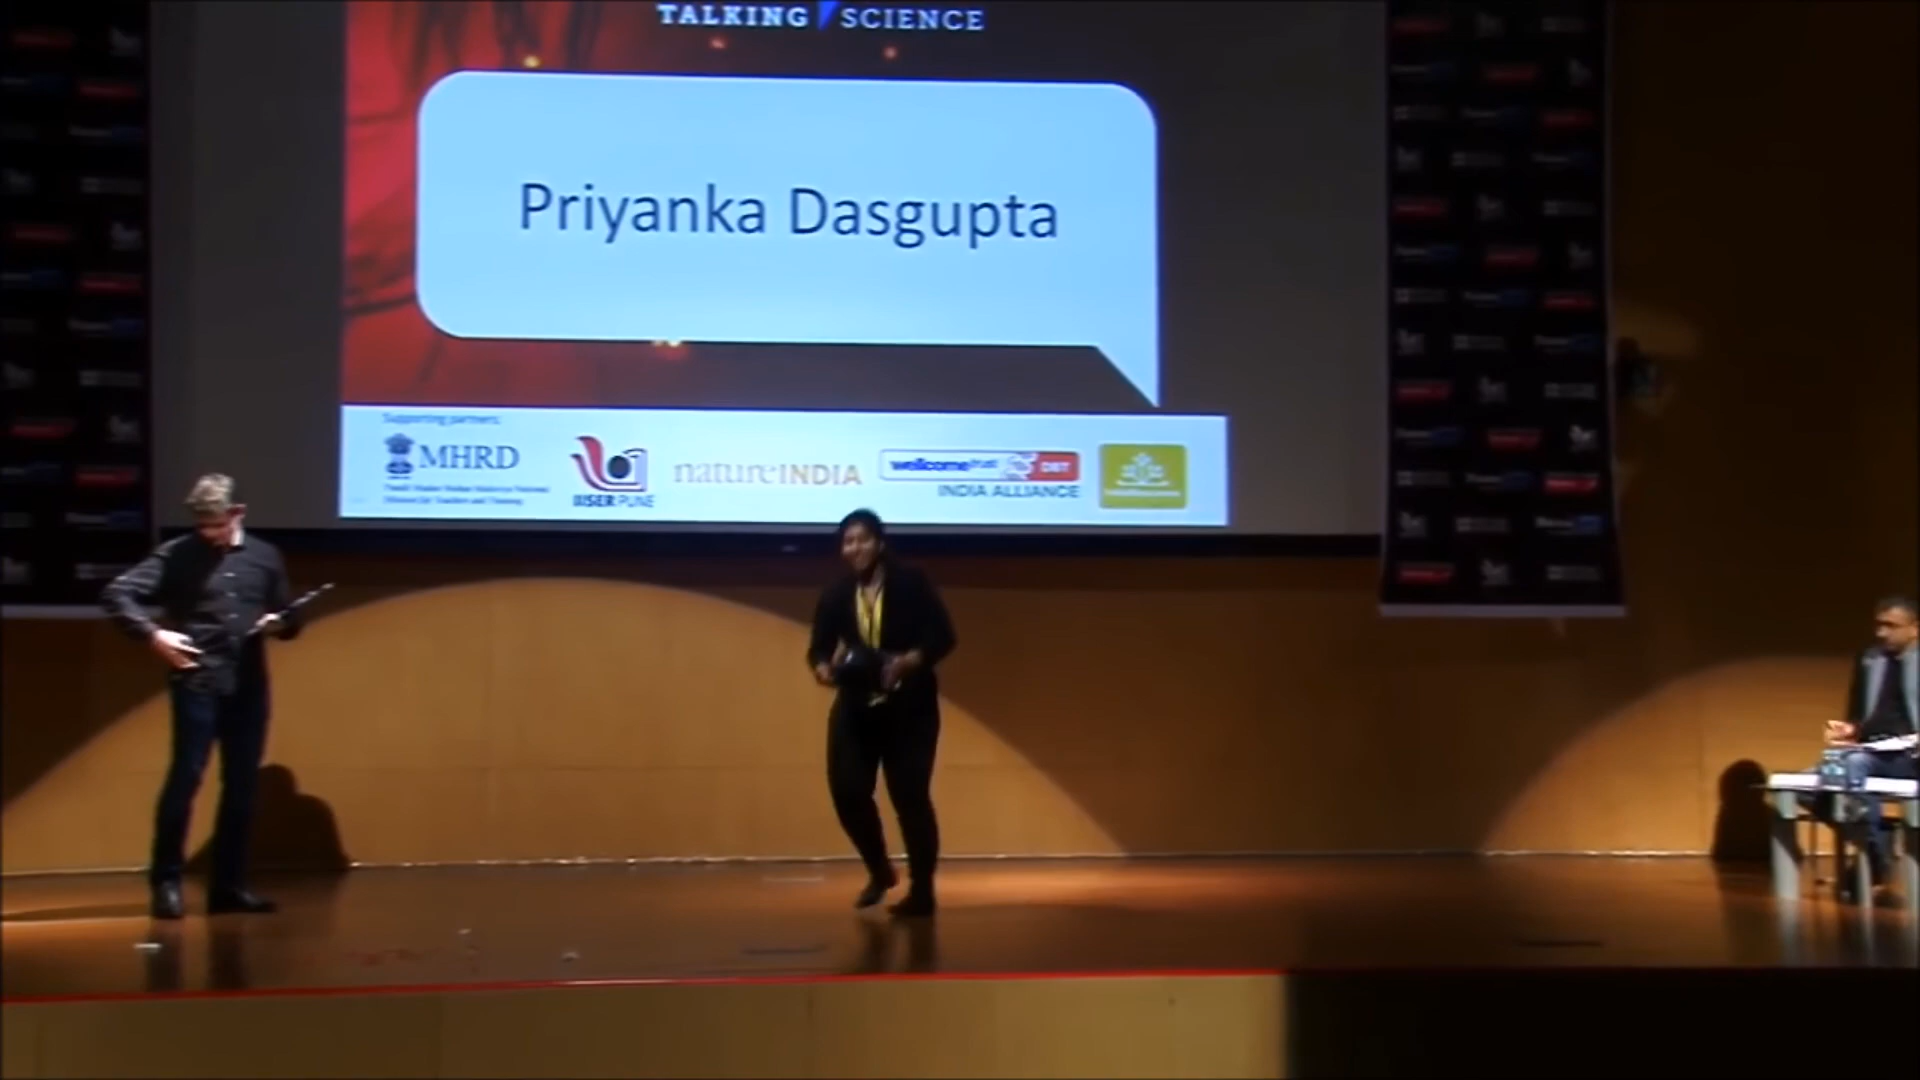 TALKING SCIENCE
Priyanka Dasgupta
Supporting partners:
MHRD
IISER PUNE
natureINDIA
wellcome trust DBT
INDIA ALLIANCE